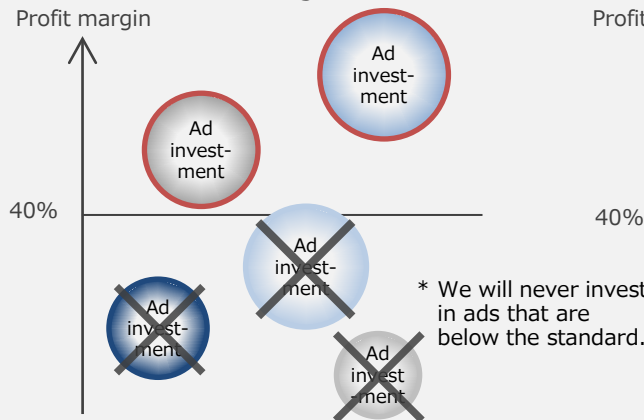 Profit margin
Profit
Ad
invest-
ment
Ad
invest-
ment
40%
40%
Ad
invest-
ment
* We will never invest
in ads that are
below the standard.
Ad
invest-
ment
Ad
invest
-ment